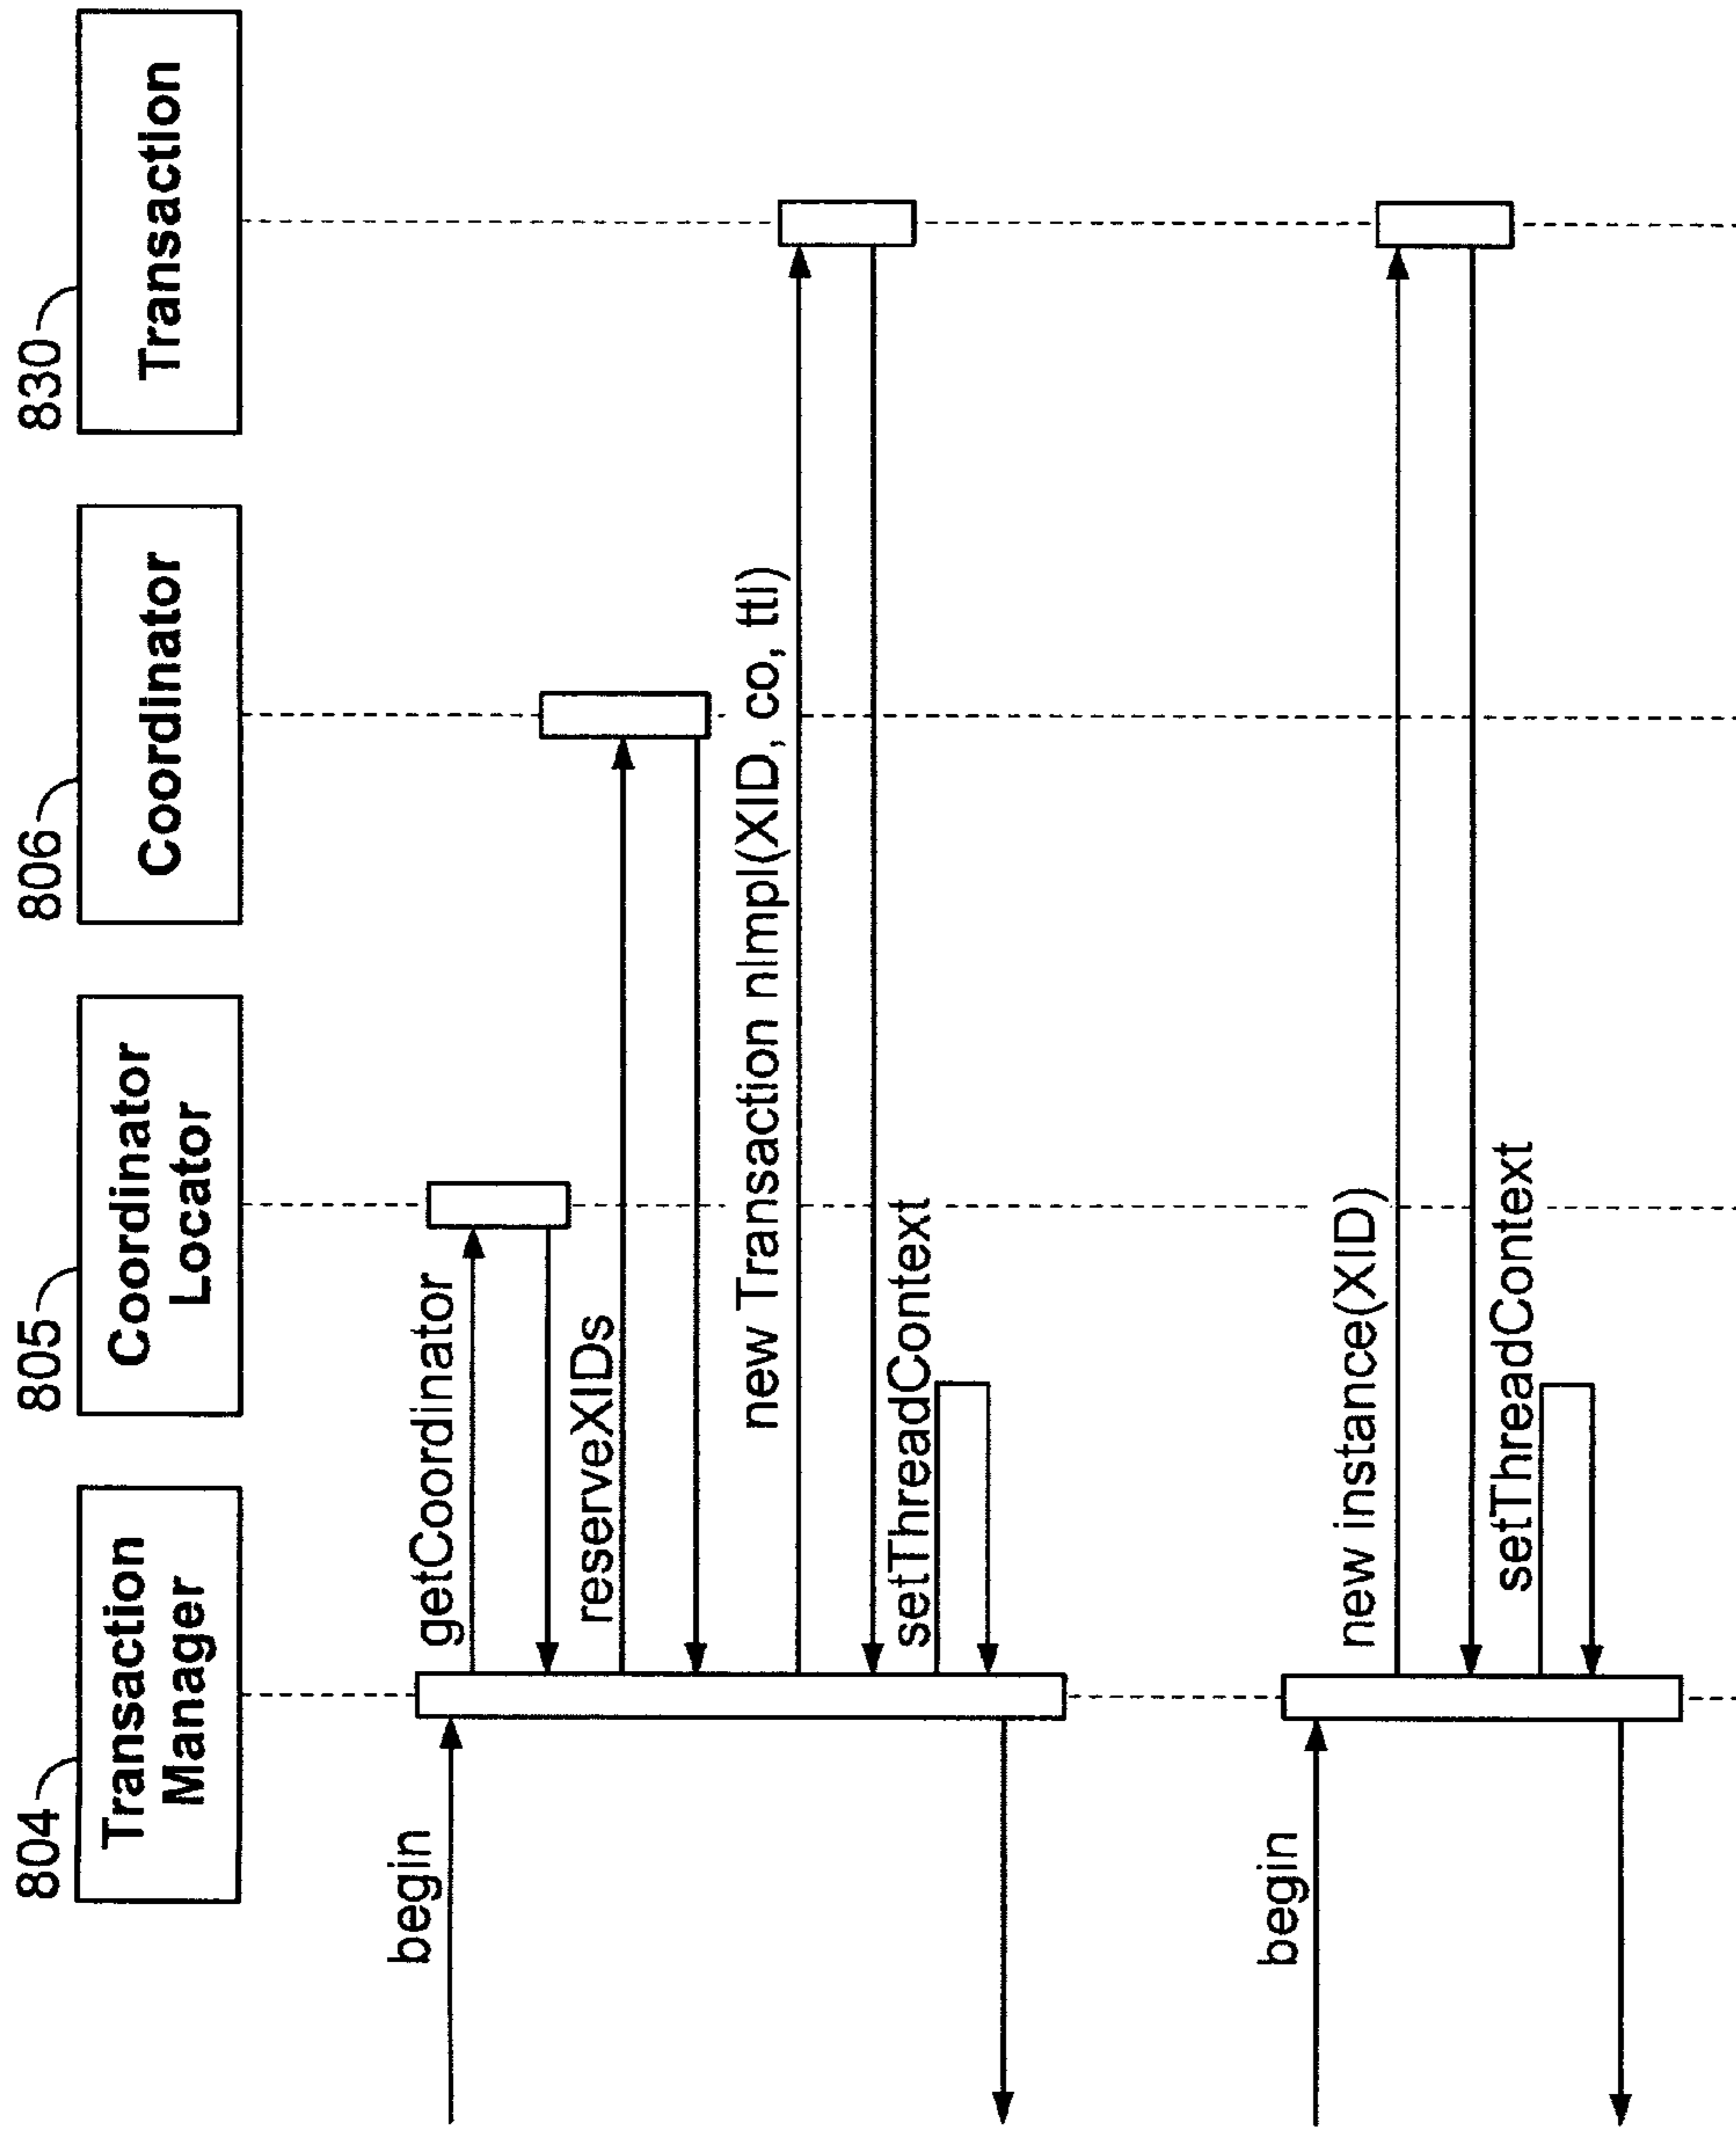 804
Transaction
Manager
805
Coordinator
Locator
806
Coordinator
830
Transaction
begin
getCoordinator
reserveXIDs
new Transaction nImpl(XID, co, ttl)
setThreadContext
begin
new instance(XID)
setThreadContext